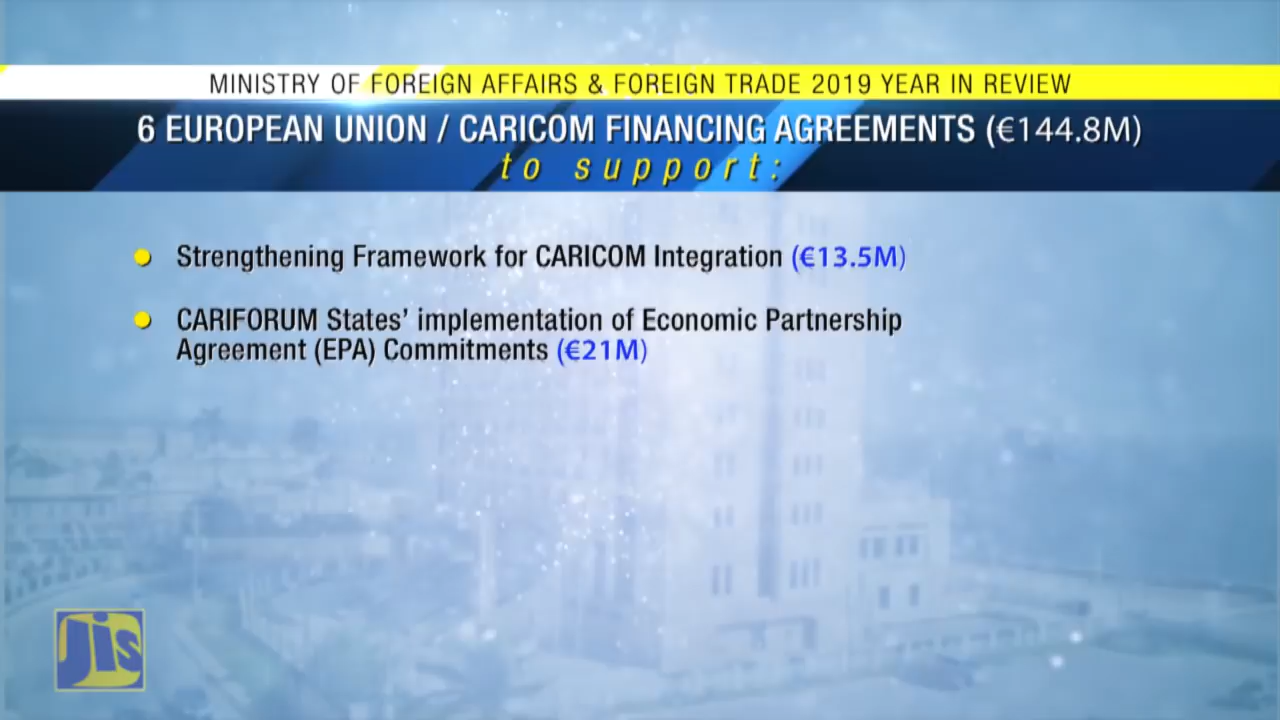 MINISTRY OF FOREIGN AFFAIRS & FOREIGN TRADE 2019 YEAR IN REVIEW
6 EUROPEAN UNION / CARICOM FINANCING AGREEMENTS (€144.8M)
to support:
Strengthening Framework for CARICOM Integration (€13.5M)
CARIFORUM States’ implementation of Economic Partnership
Agreement (EPA) Commitments (€21M)
Jis